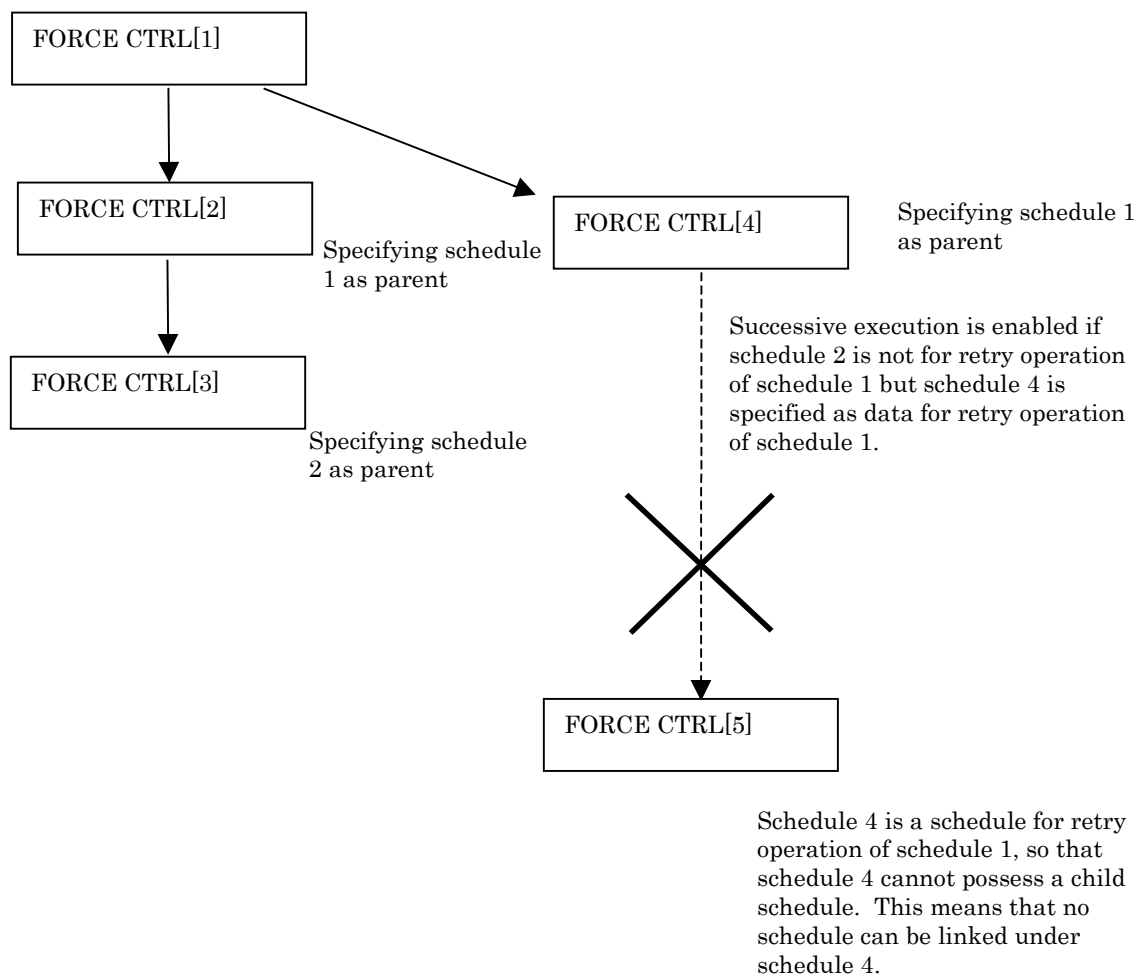 FORCE CTRL[1]
FORCE CTRL[2]
Specifying schedule
1 as parent
FORCE CTRL[3]
Specifying schedule
2 as parent
FORCE CTRL[4]
Specifying schedule 1
as parent
Successive execution is enabled if
schedule 2 is not for retry operation
of schedule 1 but schedule 4 is
specified as data for retry operation
of schedule 1.
FORCE CTRL[5]
Schedule 4 is a schedule for retry
operation of schedule 1, so that
schedule 4 cannot possess a child
schedule.  This means that no
schedule can be linked under
schedule 4.